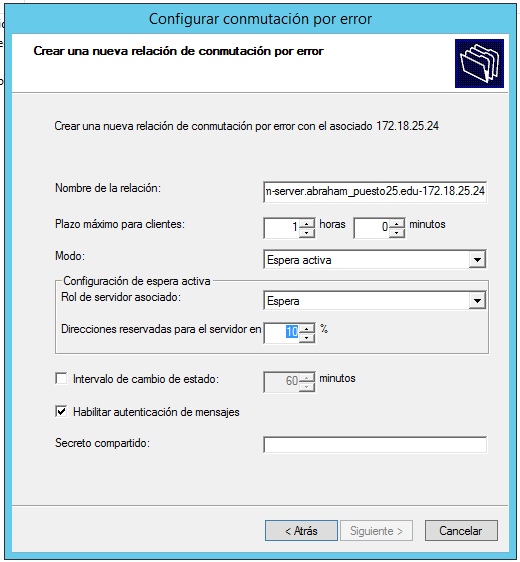 Configurar conmutación por error
Crear una nueva relación de conmutación por error
Crear una nueva relación de conmutación por error con el asociado 172.18.25.24
Nombre de la relación:
n-server.abraham_puesto25.edu-172.18.25.24
Plazo máximo para clientes:
1 horas 0 minutos
Modo:
Espera activa
Configuración de espera activa
Rol de servidor asociado:
Espera
Direcciones reservadas para el servidor en 10 %
Intervalo de cambio de estado: 60 minutos
Habilitar autenticación de mensajes
Secreto compartido:
< Atrás Siguiente > Cancelar